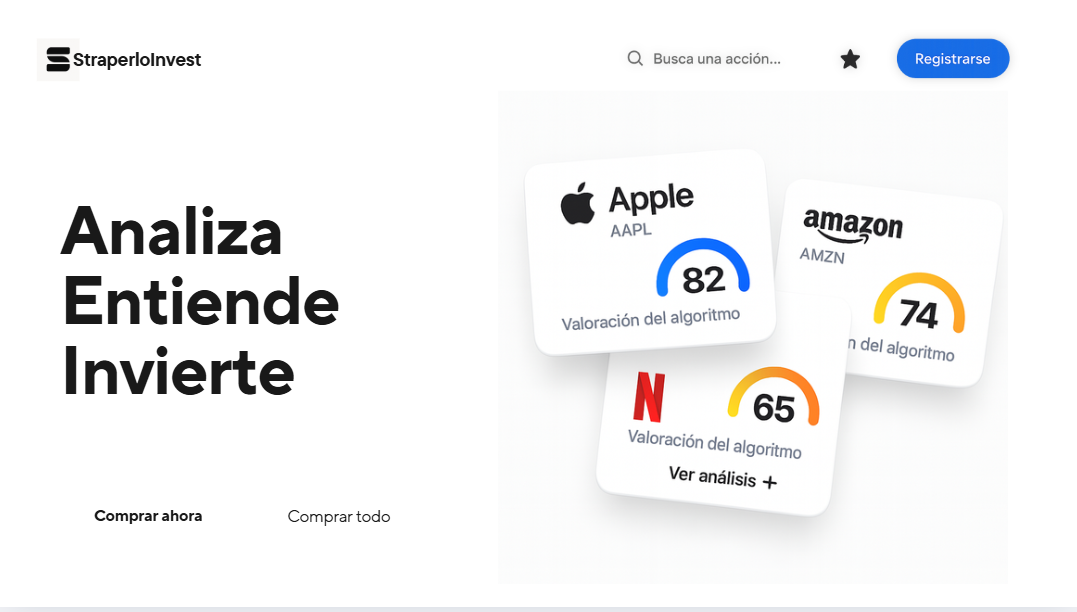 StraperloInvest
Busca una acción...
Registrarse
Analiza
Entiende
Invierte
Apple
AAPL
82
Valoración del algoritmo
amazon
AMZN
74
del algoritmo
N
65
Valoración del algoritmo
Ver análisis +
Comprar ahora
Comprar todo